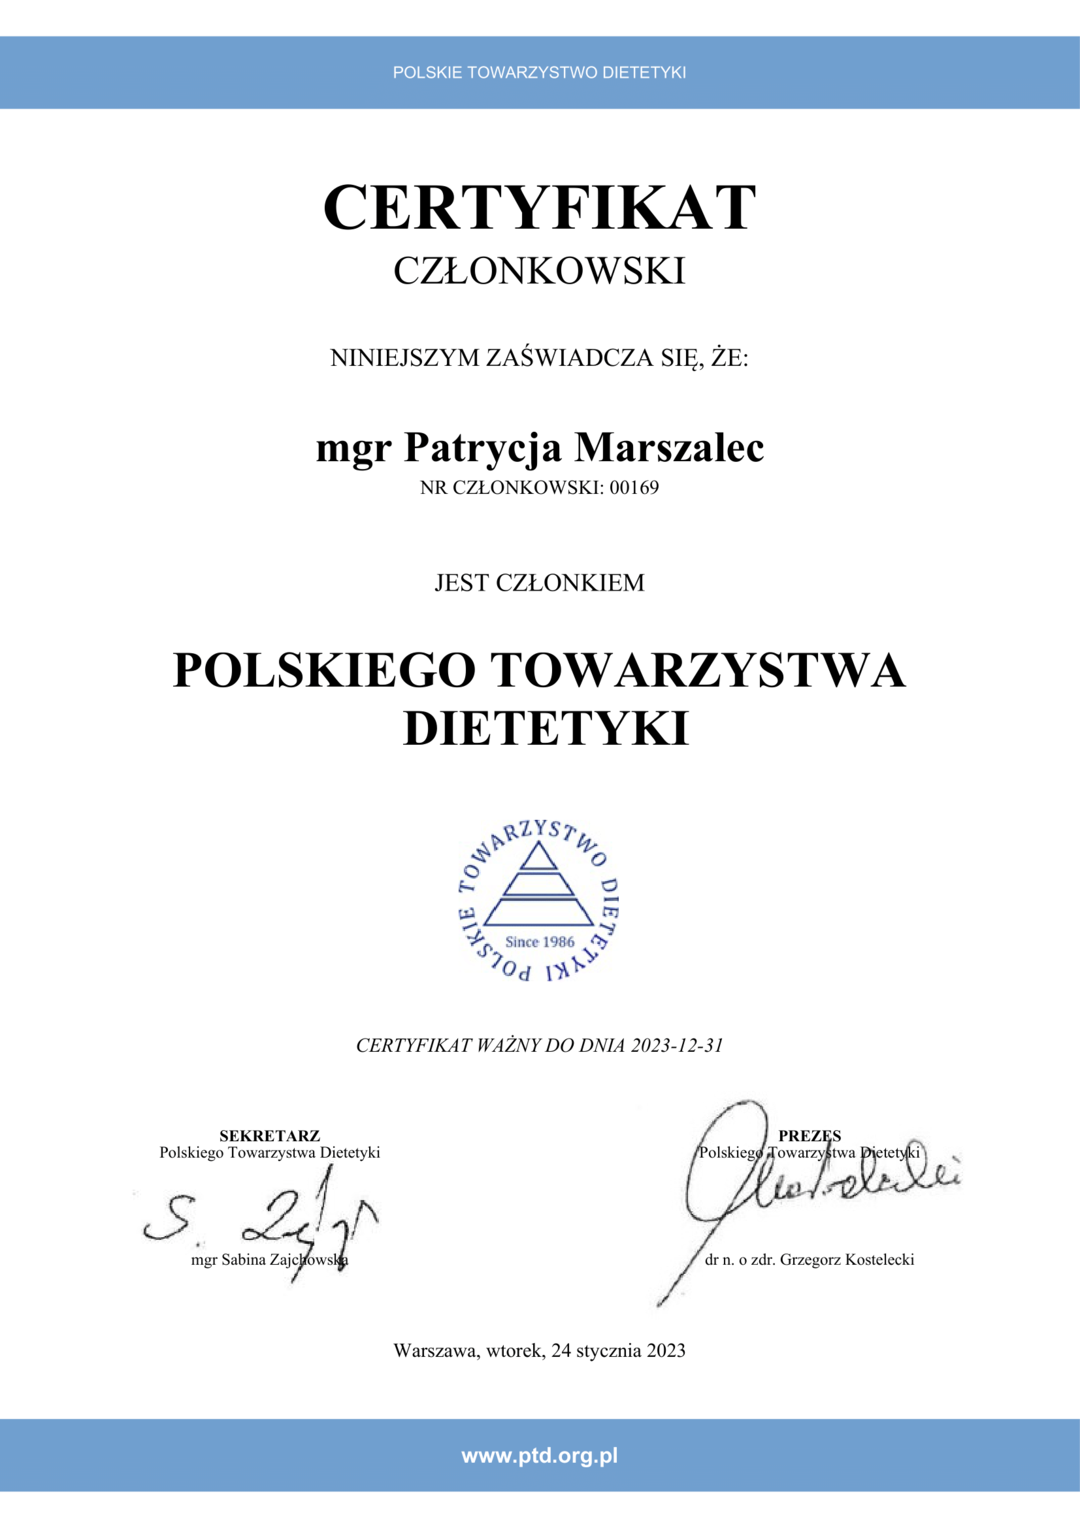 POLSKIE TOWARZYSTWO DIETETYKI
CERTYFIKAT
CZŁONKOWSKI
NINIEJSZYM ZAŚWIADCZA SIĘ, ŻE:
mgr Patrycja Marszalec
NR CZŁONKOWSKI: 00169
JEST CZŁONKIEM
POLSKIEGO TOWARZYSTWA
DIETETYKI
POLSKIE TOWARZYSTWO DIETETYKI
Since 1986
CERTYFIKAT WAŻNY DO DNIA 2023-12-31
SEKRETARZ
Polskiego Towarzystwa Dietetyki
mgr Sabina Zajchowska
PREZES
Polskiego Towarzystwa Dietetyki
dr n. o zdr. Grzegorz Kostelecki
Warszawa, wtorek, 24 stycznia 2023
www.ptd.org.pl